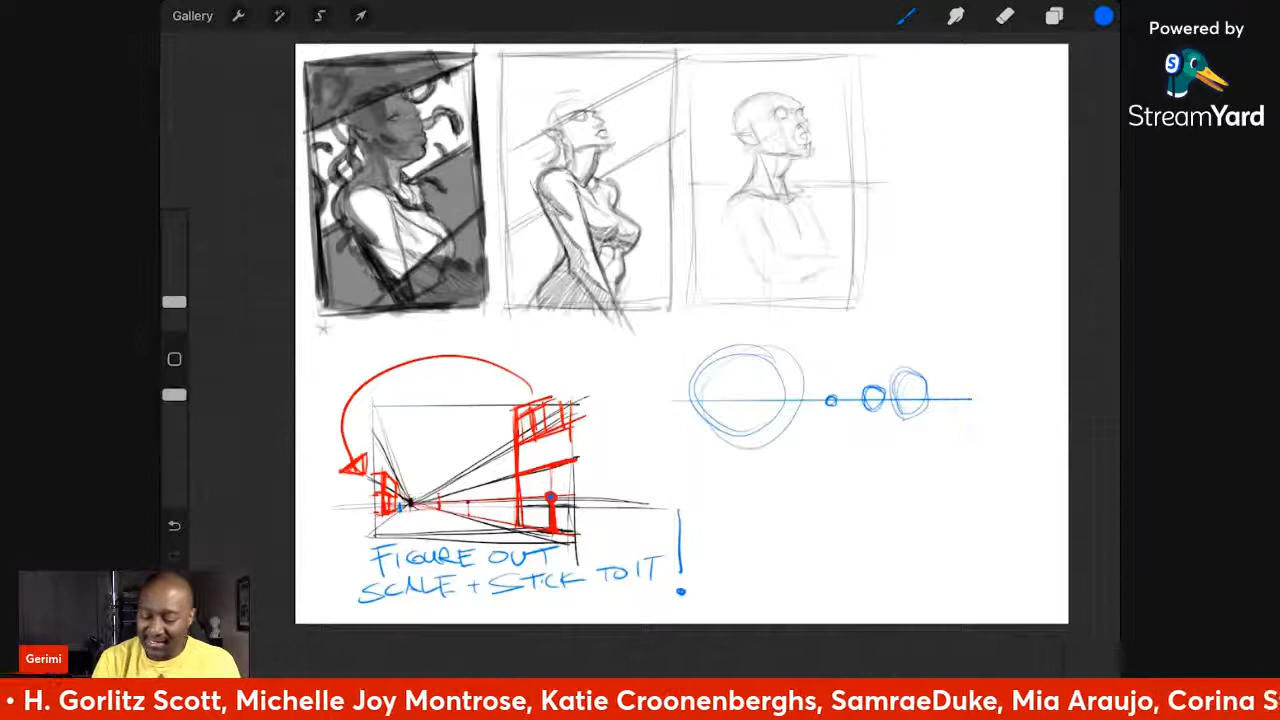 Gallery
Powered by
S
StreamYard
FIGURE OUT
SCALE + STICK TO IT !
Gerimi
• H. Gorlitz Scott, Michelle Joy Montrose, Katie Croonenberghs, SamraeDuke, Mia Araujo, Corina S